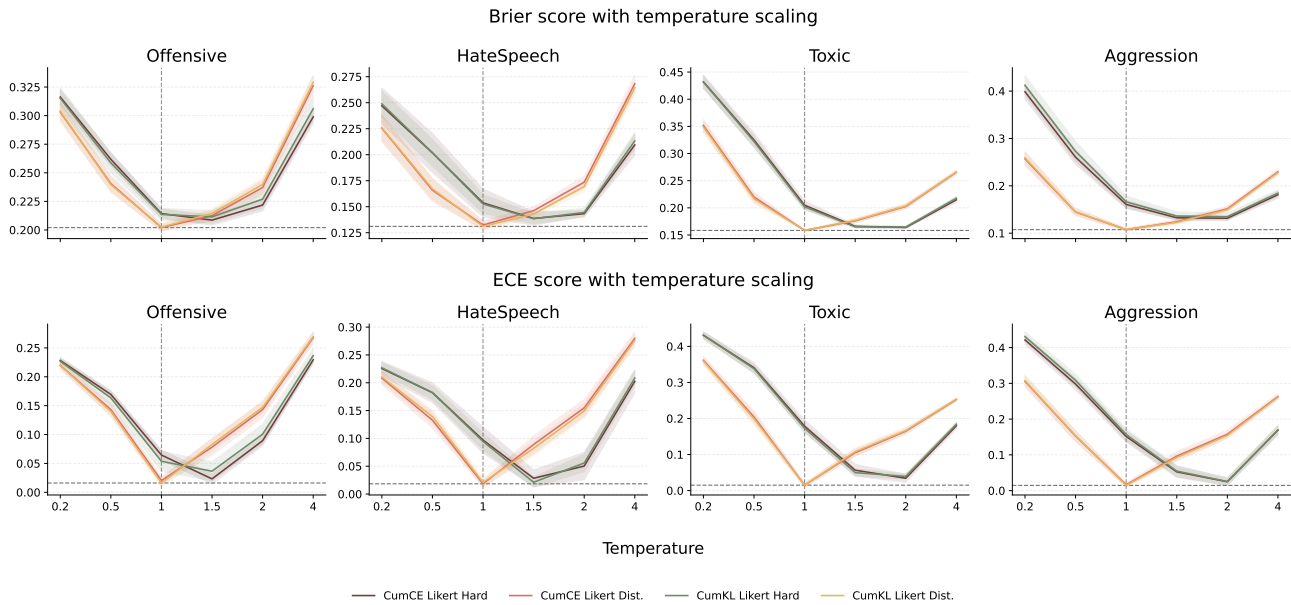 Brier score with temperature scaling
Offensive HateSpeech Toxic Aggression
0.325 0.300 0.275 0.250 0.225 0.200
0.275 0.250 0.225 0.200 0.175 0.150 0.125
0.45 0.40 0.35 0.30 0.25 0.20 0.15
0.4 0.3 0.2 0.1
ECE score with temperature scaling
Offensive HateSpeech Toxic Aggression
0.25 0.20 0.15 0.10 0.05 0.00
0.30 0.25 0.20 0.15 0.10 0.05 0.00
0.4 0.3 0.2 0.1 0.0
0.4 0.3 0.2 0.1 0.0
0.2 0.5 1 1.5 2 4 0.2 0.5 1 1.5 2 4 0.2 0.5 1 1.5 2 4 0.2 0.5 1 1.5 2 4
Temperature
CumCE Likert Hard CumCE Likert Dist. CumKL Likert Hard CumKL Likert Dist.